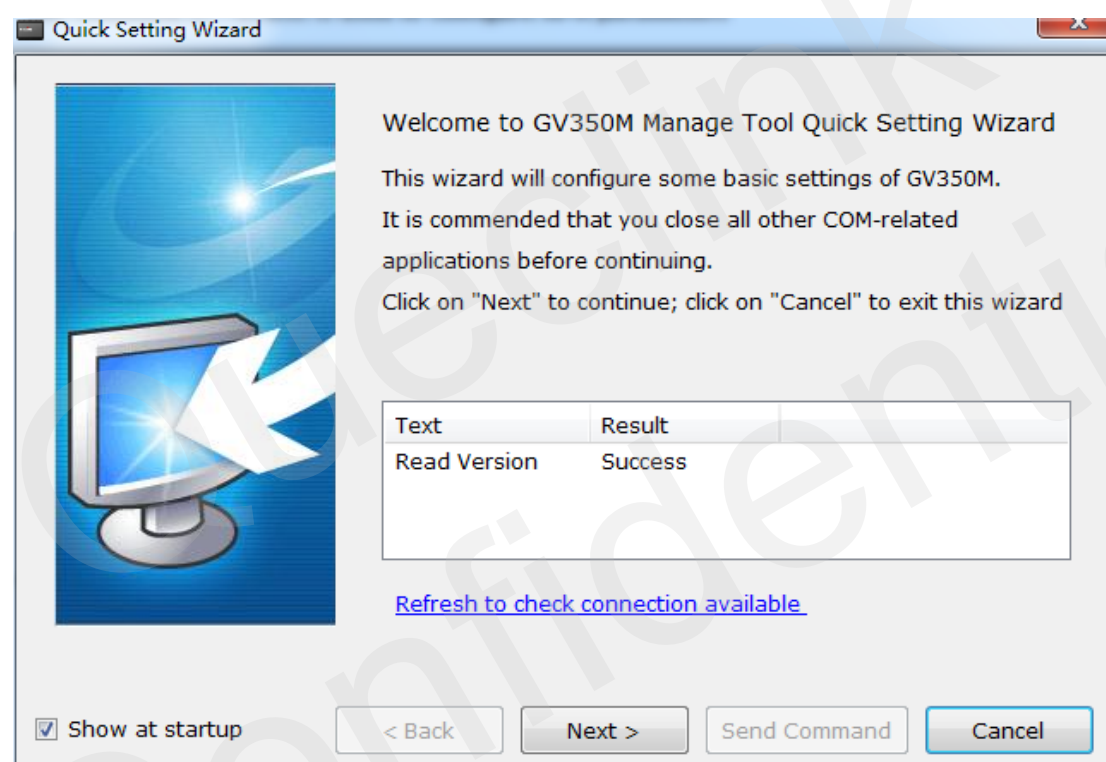 Quick Setting Wizard
Welcome to GV350M Manage Tool Quick Setting Wizard
This wizard will configure some basic settings of GV350M.
It is commended that you close all other COM-related
applications before continuing.
Click on "Next" to continue; click on "Cancel" to exit this wizard
Text Result
Read Version Success
Refresh to check connection available
Show at startup < Back Next > Send Command Cancel
Queclink
Confidenti